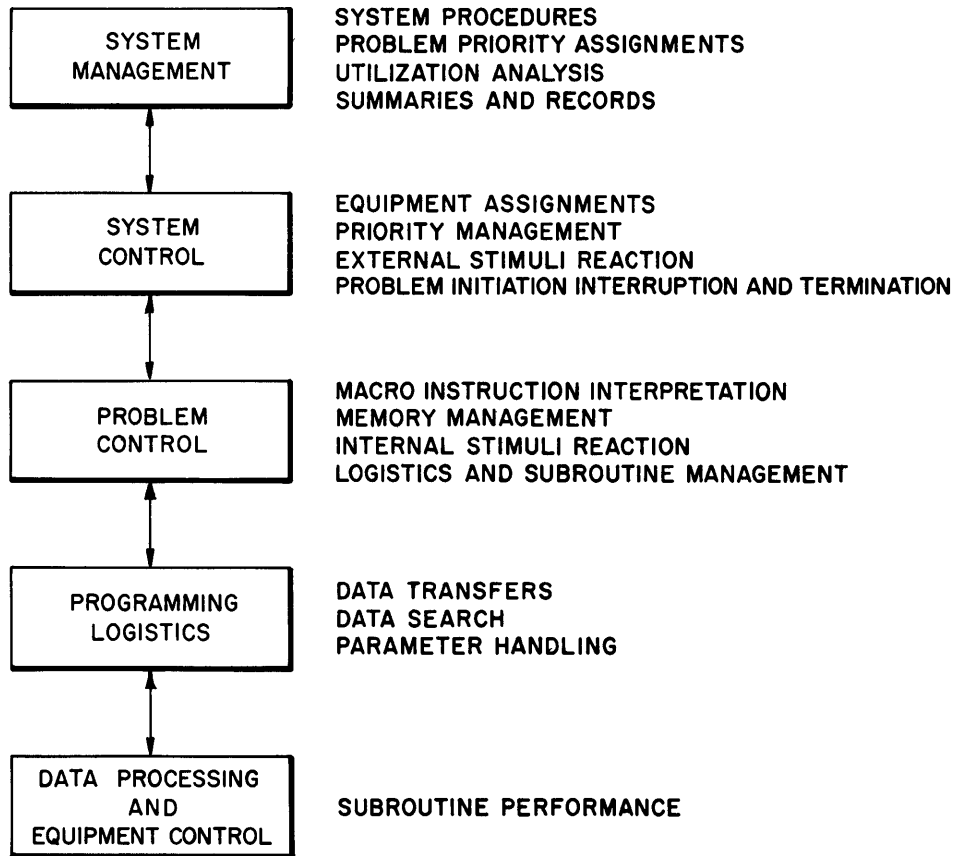 SYSTEM
MANAGEMENT
SYSTEM PROCEDURES
PROBLEM PRIORITY ASSIGNMENTS
UTILIZATION ANALYSIS
SUMMARIES AND RECORDS
SYSTEM
CONTROL
EQUIPMENT ASSIGNMENTS
PRIORITY MANAGEMENT
EXTERNAL STIMULI REACTION
PROBLEM INITIATION INTERRUPTION AND TERMINATION
PROBLEM
CONTROL
MACRO INSTRUCTION INTERPRETATION
MEMORY MANAGEMENT
INTERNAL STIMULI REACTION
LOGISTICS AND SUBROUTINE MANAGEMENT
PROGRAMMING
LOGISTICS
DATA TRANSFERS
DATA SEARCH
PARAMETER HANDLING
DATA PROCESSING
AND
EQUIPMENT CONTROL
SUBROUTINE PERFORMANCE